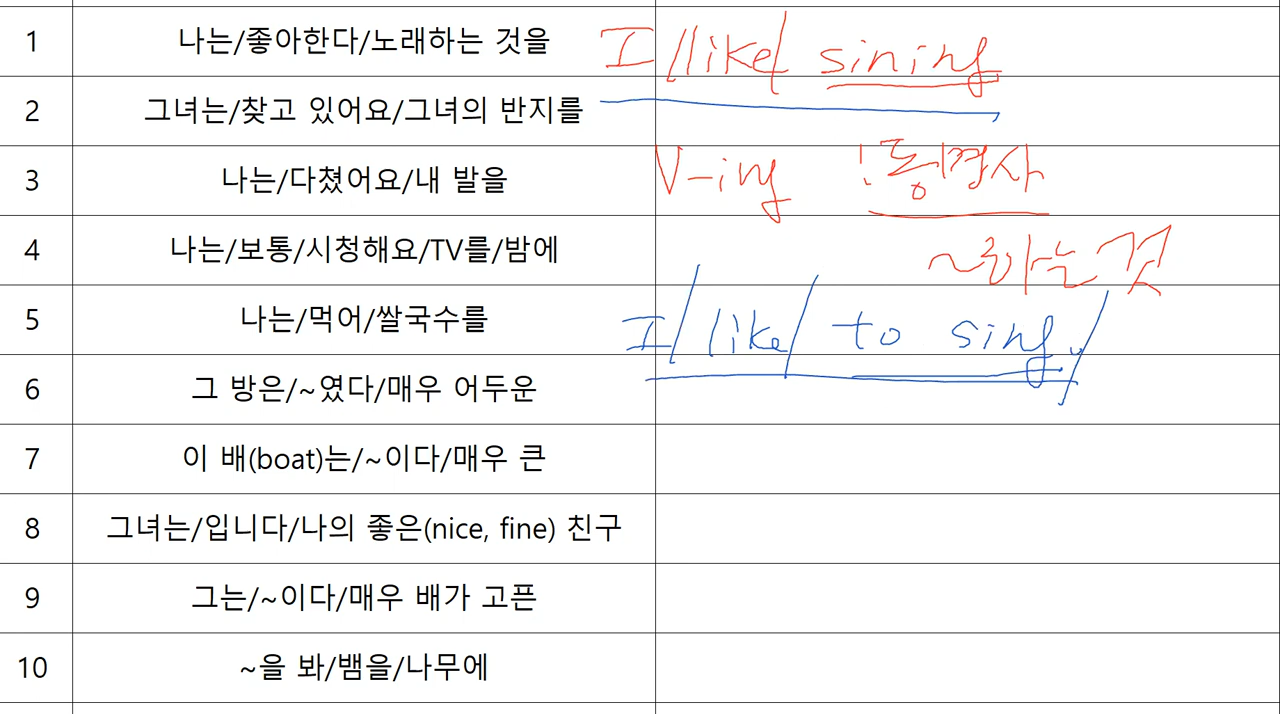 1 나는/좋아한다/노래하는 것을 I/like/ sining
2 그녀는/찾고 있어요/그녀의 반지를
3 나는/다쳤어요/내 발을 V-ing : 동명사
~하는 것
4 나는/보통/시청해요/TV를/밤에
5 나는/먹어/쌀국수를 I/like/ to sing./
6 그 방은/~였다/매우 어두운
7 이 배(boat)는/~이다/매우 큰
8 그녀는/입니다/나의 좋은(nice, fine) 친구
9 그는/~이다/매우 배가 고픈
10 ~을 봐/뱀을/나무에